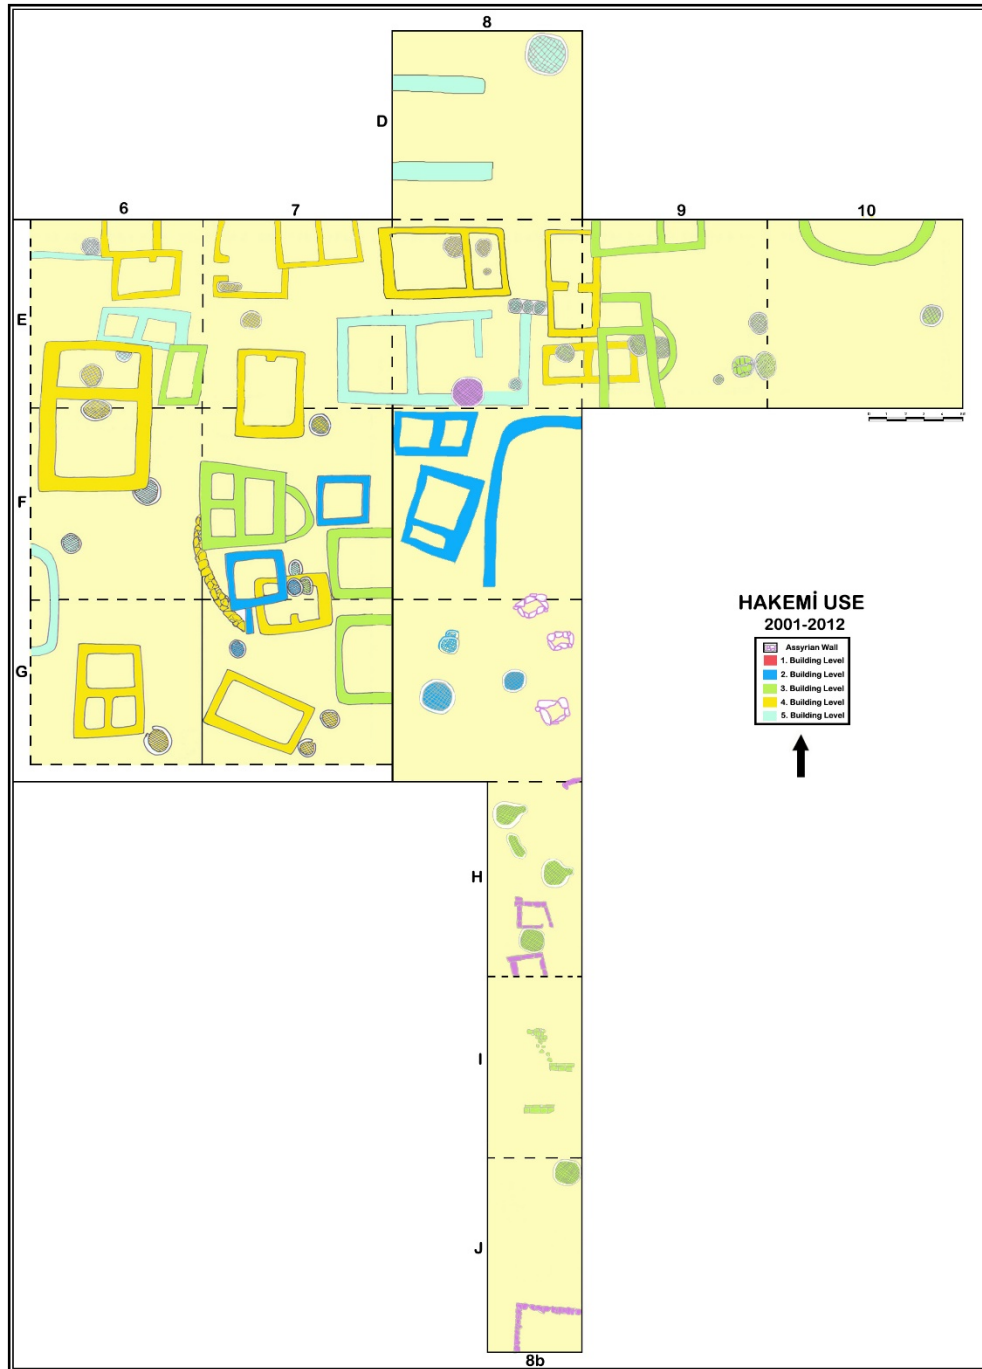 8
D
6
7
9
10
E
F
HAKEMİ USE
2001-2012
Assyrian Wall
1. Building Level
2. Building Level
3. Building Level
4. Building Level
5. Building Level
G
H
I
J
8b